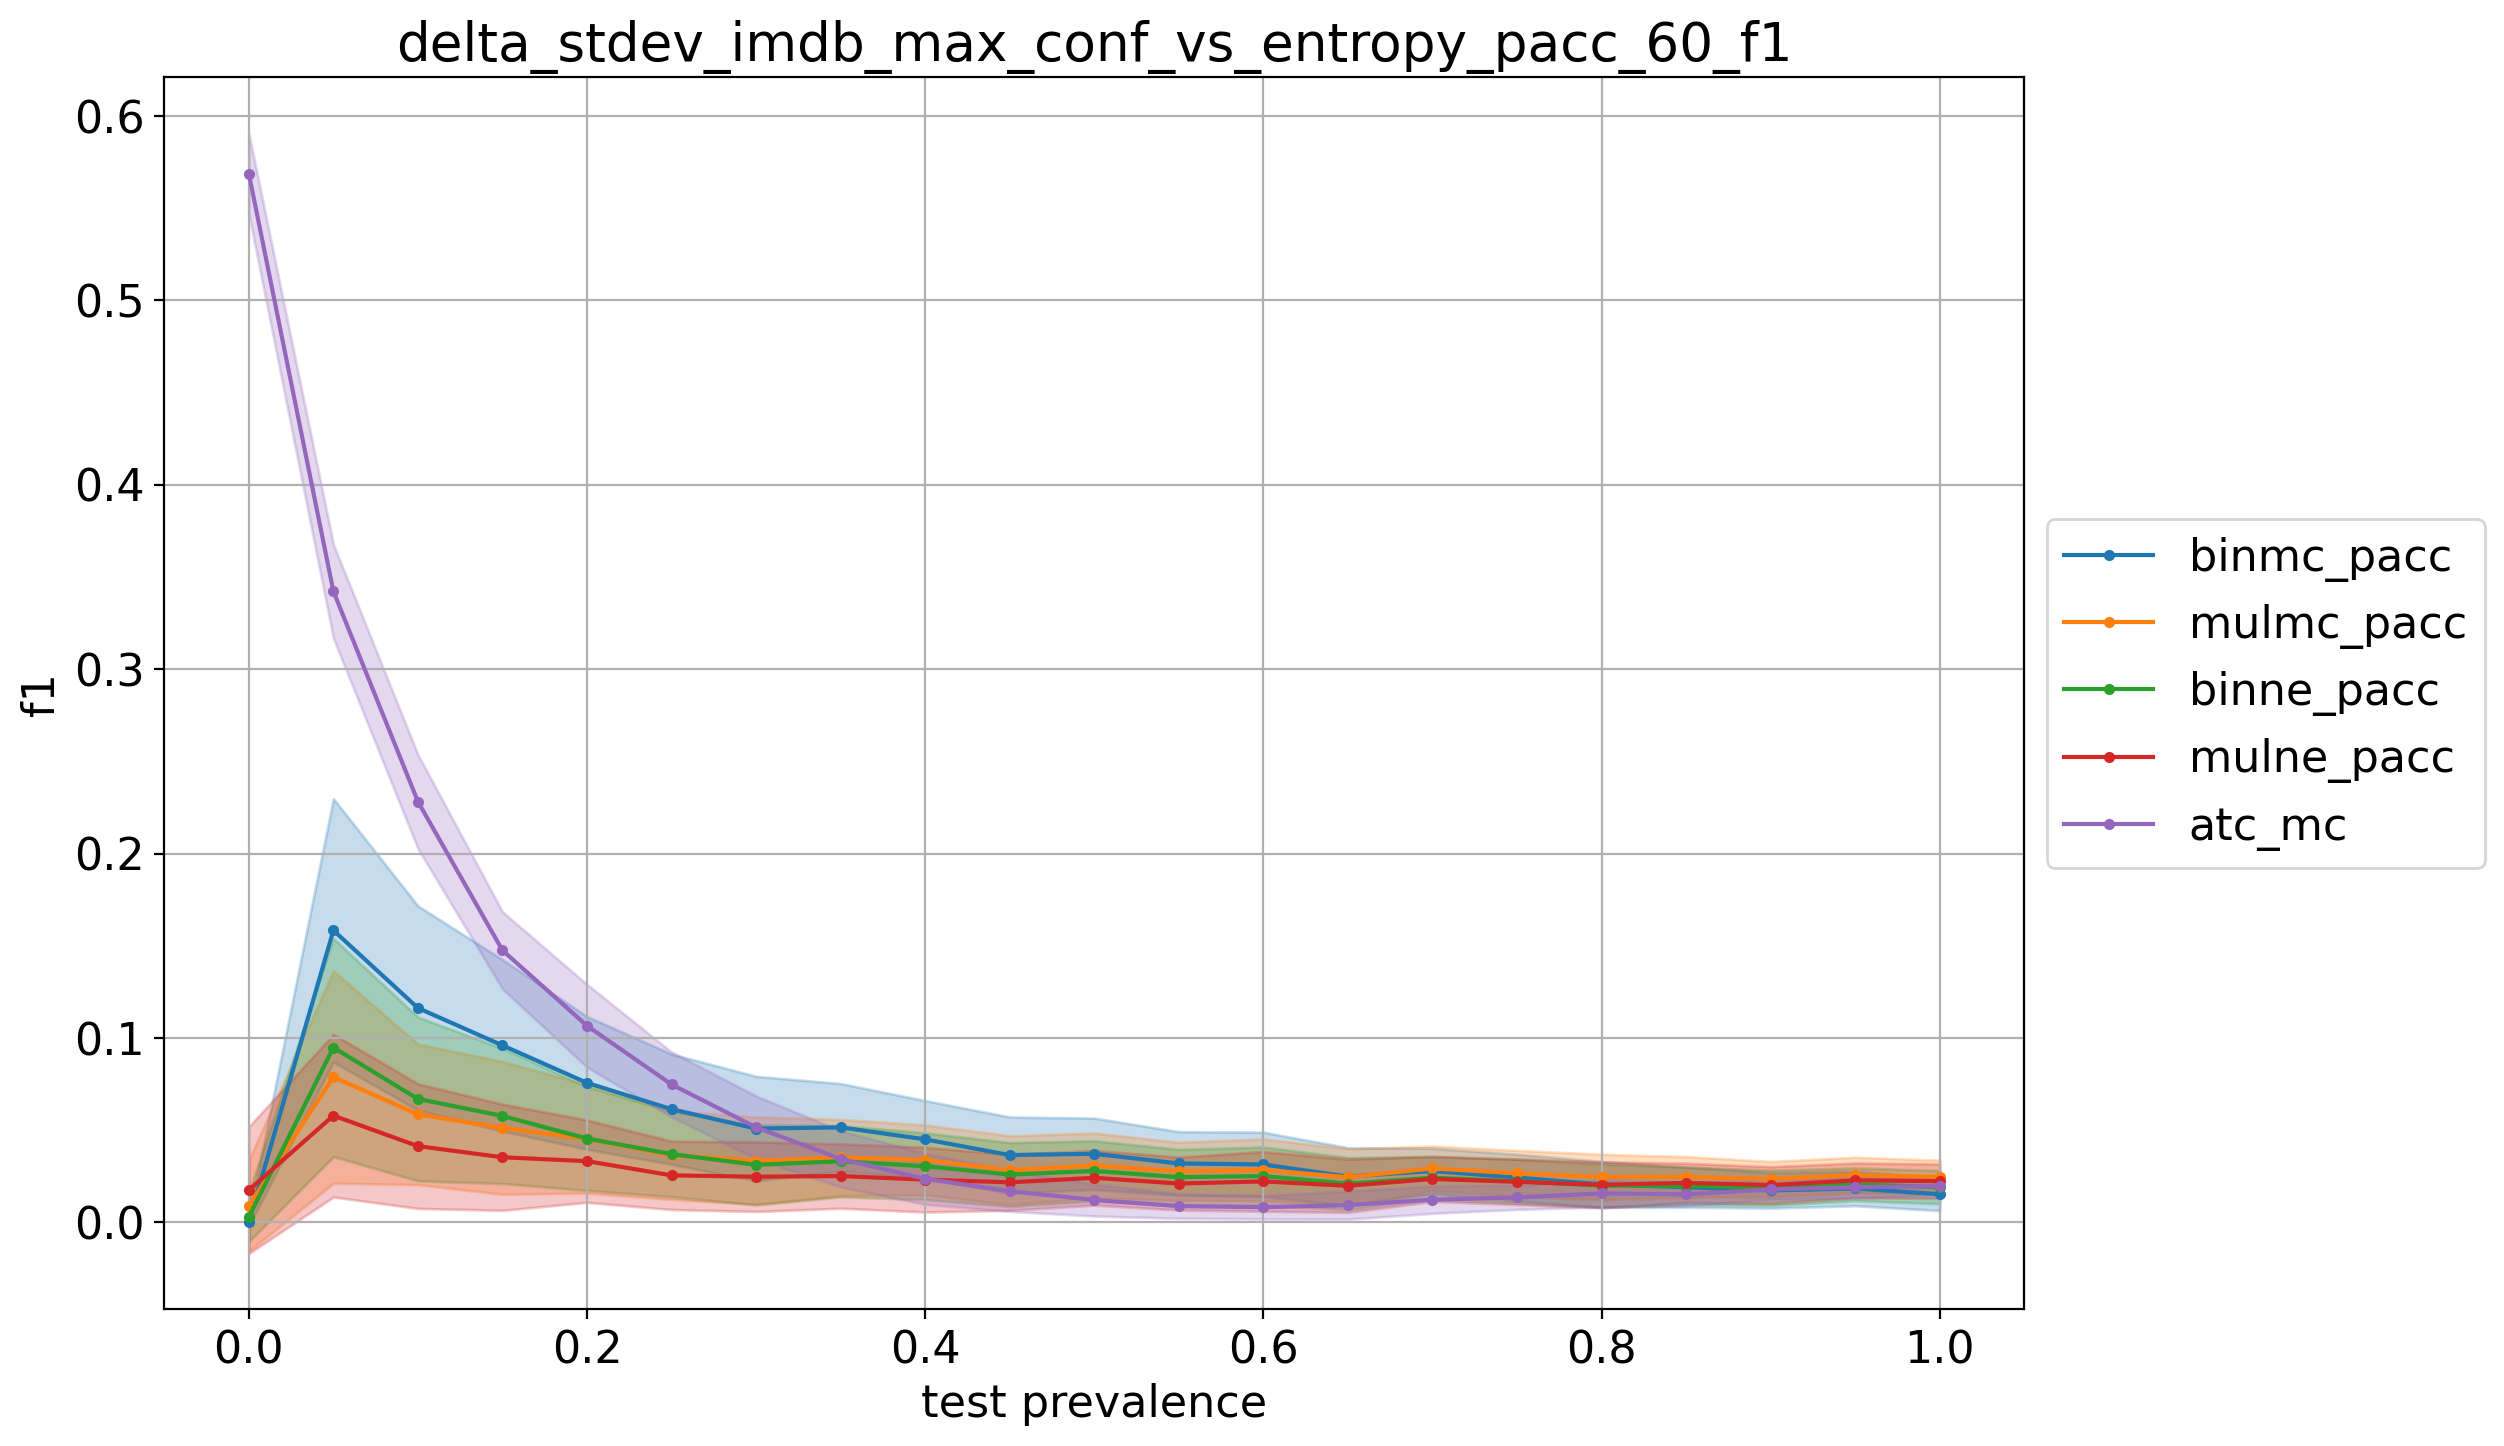 delta_stdev_imdb_max_conf_vs_entropy_pacc_60_f1
0.6
0.5
0.4
0.3
0.2
0.1
0.0
f1
0.0 0.2 0.4 0.6 0.8 1.0
test prevalence
binmc_pacc
mulmc_pacc
binne_pacc
mulne_pacc
atc_mc